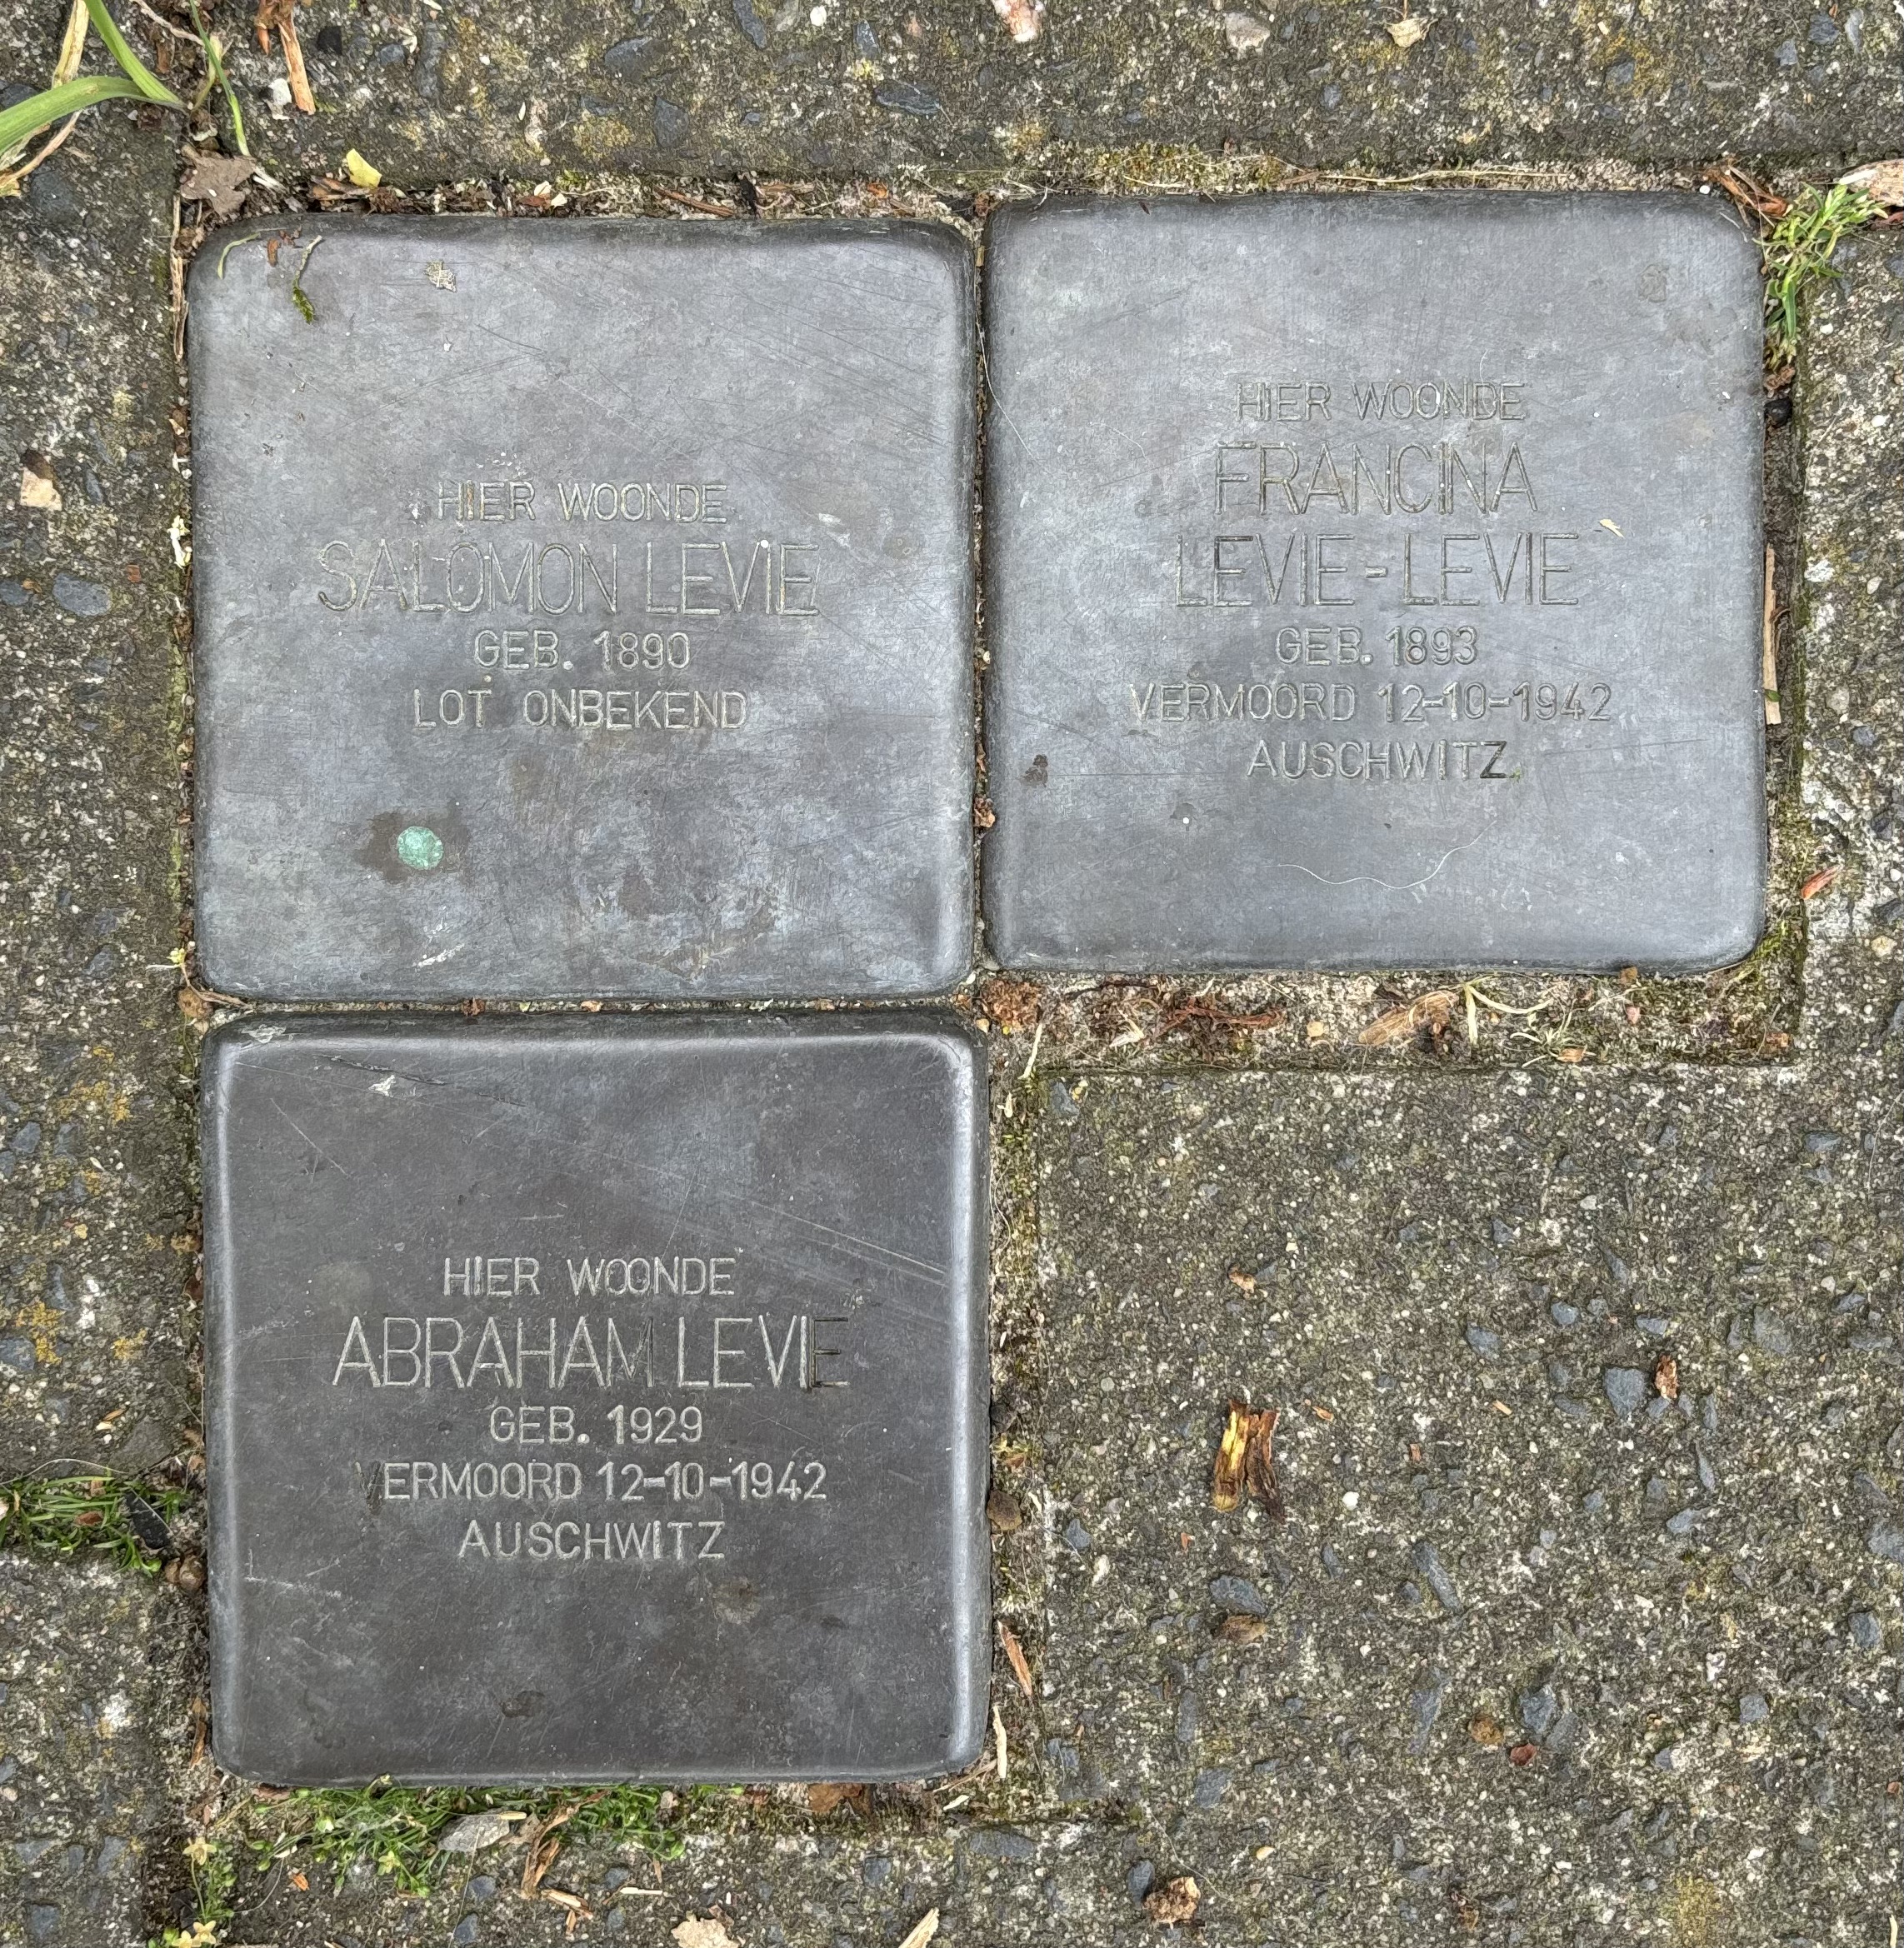 HIER WOONDE
SALOMON LEVIE
GEB. 1890
LOT ONBEKEND
HIER WOONDE
FRANCINA
LEVIE-LEVIE
GEB. 1893
VERMOORD 12-10-1942
AUSCHWITZ
HIER WOONDE
ABRAHAM LEVIE
GEB. 1929
VERMOORD 12-10-1942
AUSCHWITZ